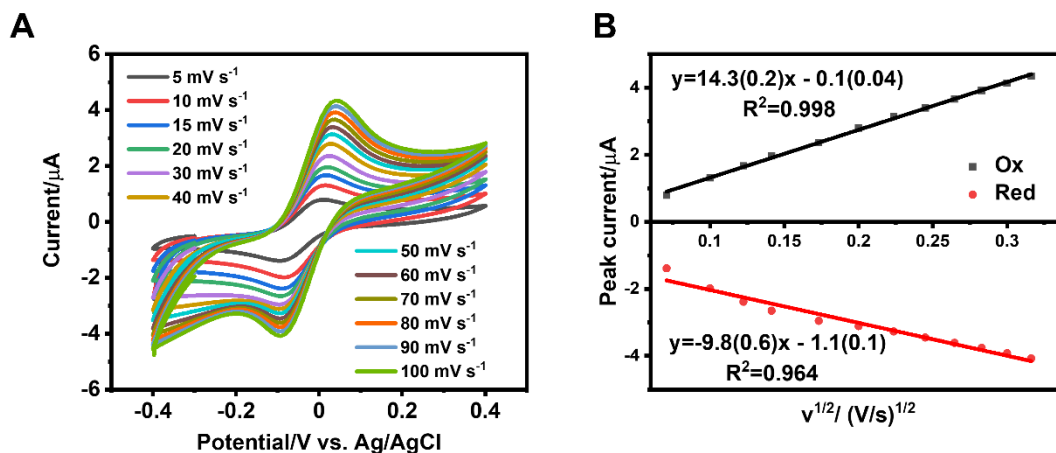 A
6
4
2
0
-2
-4
-6
Current/μA
5 mV s⁻¹
10 mV s⁻¹
15 mV s⁻¹
20 mV s⁻¹
30 mV s⁻¹
40 mV s⁻¹
50 mV s⁻¹
60 mV s⁻¹
70 mV s⁻¹
80 mV s⁻¹
90 mV s⁻¹
100 mV s⁻¹
-0.4 -0.2 0 0.2 0.4
Potential/V vs. Ag/AgCl
B
4
2
0
-2
-4
Peak current/μA
y=14.3(0.2)x - 0.1(0.04)
R²=0.998
Ox
Red
0.1 0.15 0.2 0.25 0.3
y=-9.8(0.6)x - 1.1(0.1)
R²=0.964
v¹ᐟ²/ (V/s)¹ᐟ²